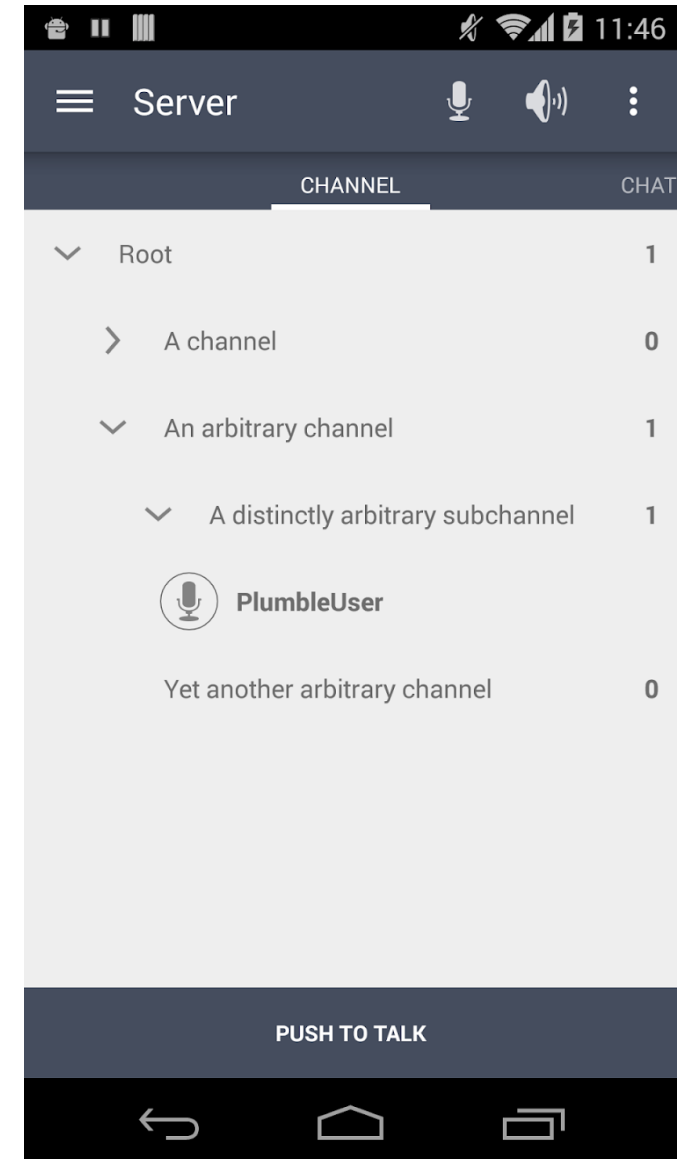 11:46
Server
CHANNEL CHAT
Root 1
A channel 0
An arbitrary channel 1
A distinctly arbitrary subchannel 1
PlumbleUser
Yet another arbitrary channel 0
PUSH TO TALK